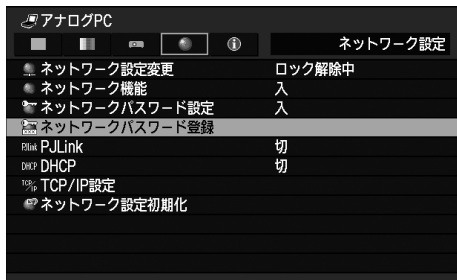 アナログPC
ネットワーク設定
ネットワーク設定変更 ロック解除中
ネットワーク機能 入
ネットワークパスワード設定 入
ネットワークパスワード登録
PJLink PJLink 切
DHCP DHCP 切
TCP/IP TCP/IP設定
ネットワーク設定初期化